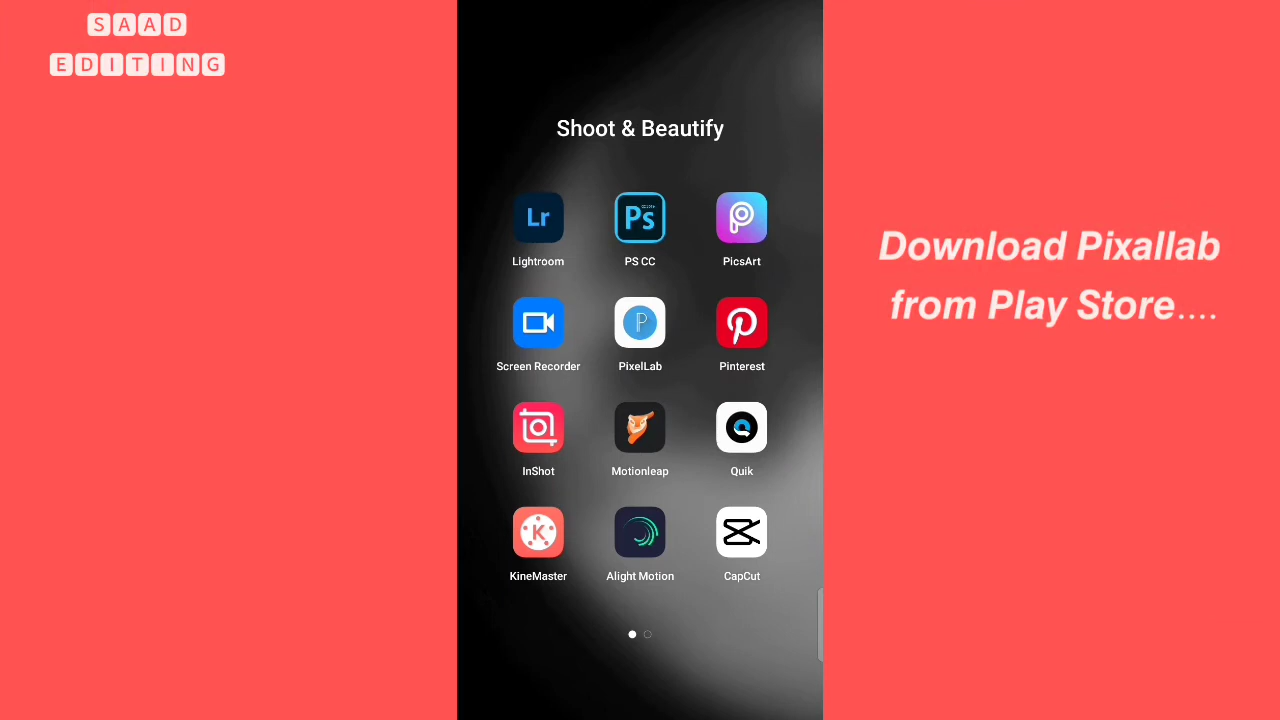 SAAD
EDITING
Shoot & Beautify
Lr
Ps
Lightroom
PS CC
PicsArt
P
Screen Recorder
PixelLab
Pinterest
InShot
Motionleap
Quik
K
KineMaster
Alight Motion
CapCut
Download Pixallab
from Play Store....